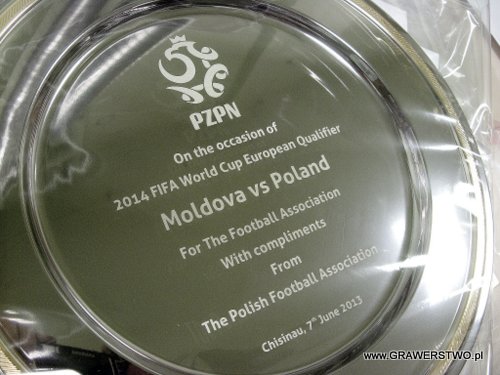 PZPN
On the occasion of
2014 FIFA World Cup European Qualifier
Moldova vs Poland
For The Football Association
With compliments
From
The Polish Football Association
Chisinau, 7th June 2013
www.GRAWERSTWO.pl